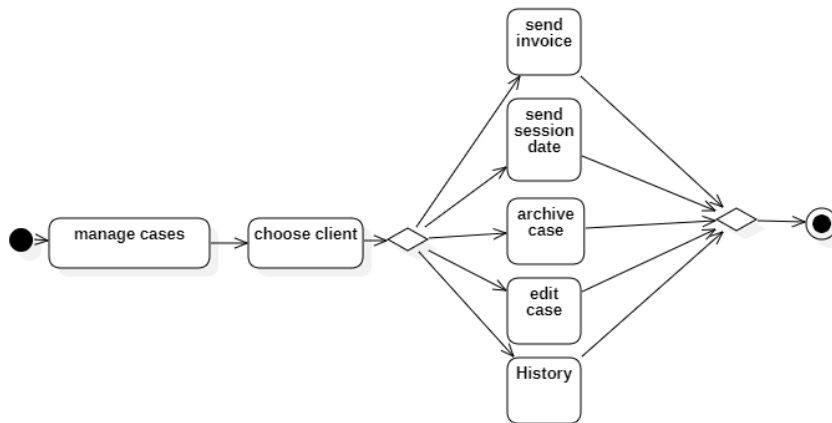 manage cases
choose client
send
invoice
send
session
date
archive
case
edit
case
History